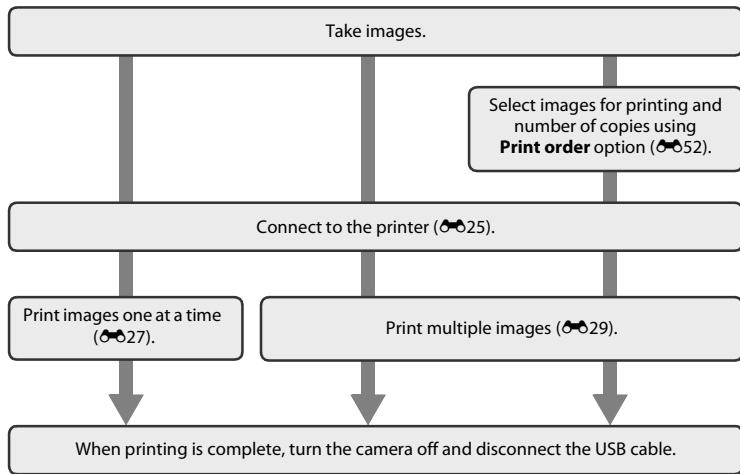 Take images.
Select images for printing and
number of copies using
Print order option (52).
Connect to the printer (25).
Print images one at a time
(27).
Print multiple images (29).
When printing is complete, turn the camera off and disconnect the USB cable.